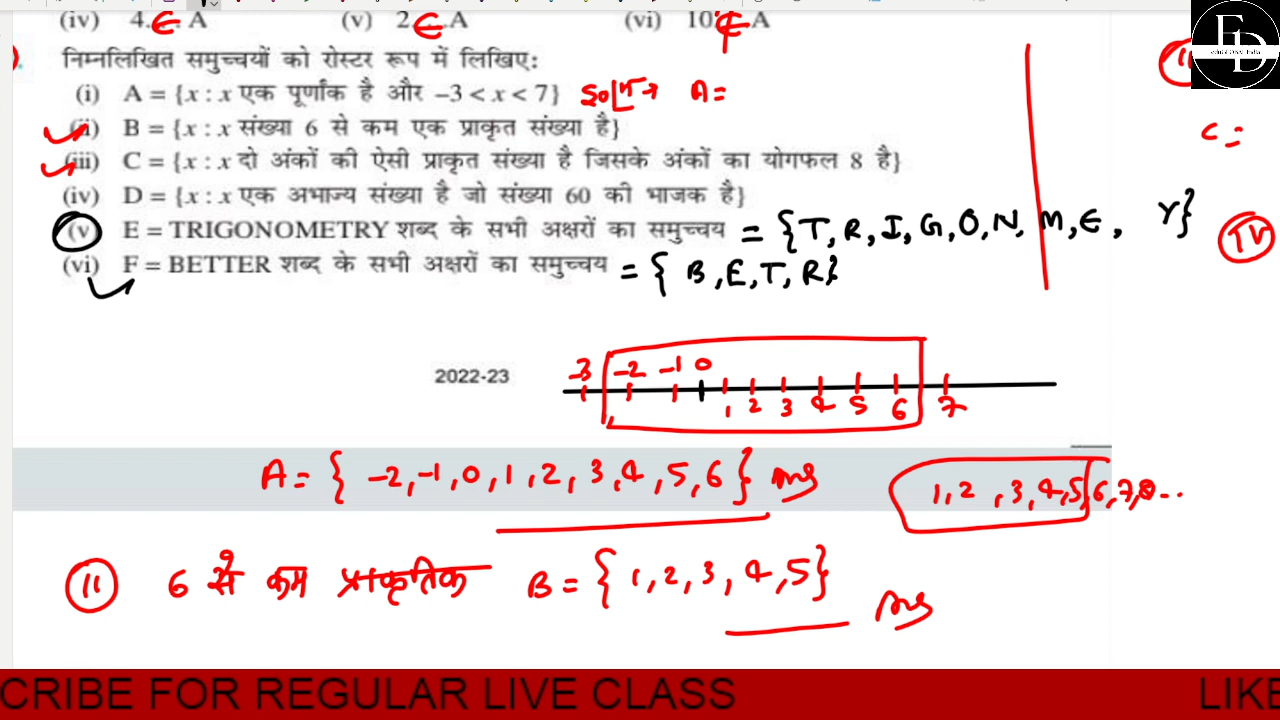 (iv) 4.∈. A (v) 2.∈.A (vi) 10.∉.A
निम्नलिखित समुच्चयों को रोस्टर रूप में लिखिए:
(i) A = {x : x एक पूर्णांक है और –3 < x < 7} Solⁿ → A =
(ii) B = {x : x संख्या 6 से कम एक प्राकृत संख्या है}
C =
(iii) C = {x : x दो अंकों की ऐसी प्राकृत संख्या है जिसके अंकों का योगफल 8 है}
(iv) D = {x : x एक अभाज्य संख्या है जो संख्या 60 की भाजक है}
(v) E = TRIGONOMETRY शब्द के सभी अक्षरों का समुच्चय = {T, R, I, G, O, N, M, E, Y}
(vi) F = BETTER शब्द के सभी अक्षरों का समुच्चय = { B, E, T, R}
IV
2022-23
-3 -2 -1 0
1 2 3 4 5 6 7
A = { -2, -1, 0, 1, 2, 3, 4, 5, 6} Ans
1, 2, 3, 4, 5, 6, 7, 8...
II 6 से कम प्राकृतिक B = { 1, 2, 3, 4, 5} Ans
CRIBE FOR REGULAR LIVE CLASS LIKE